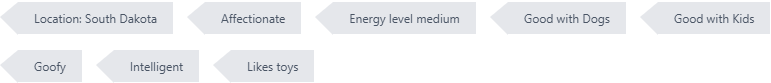 Location: South Dakota Affectionate Energy level medium Good with Dogs Good with Kids
Goofy Intelligent Likes toys